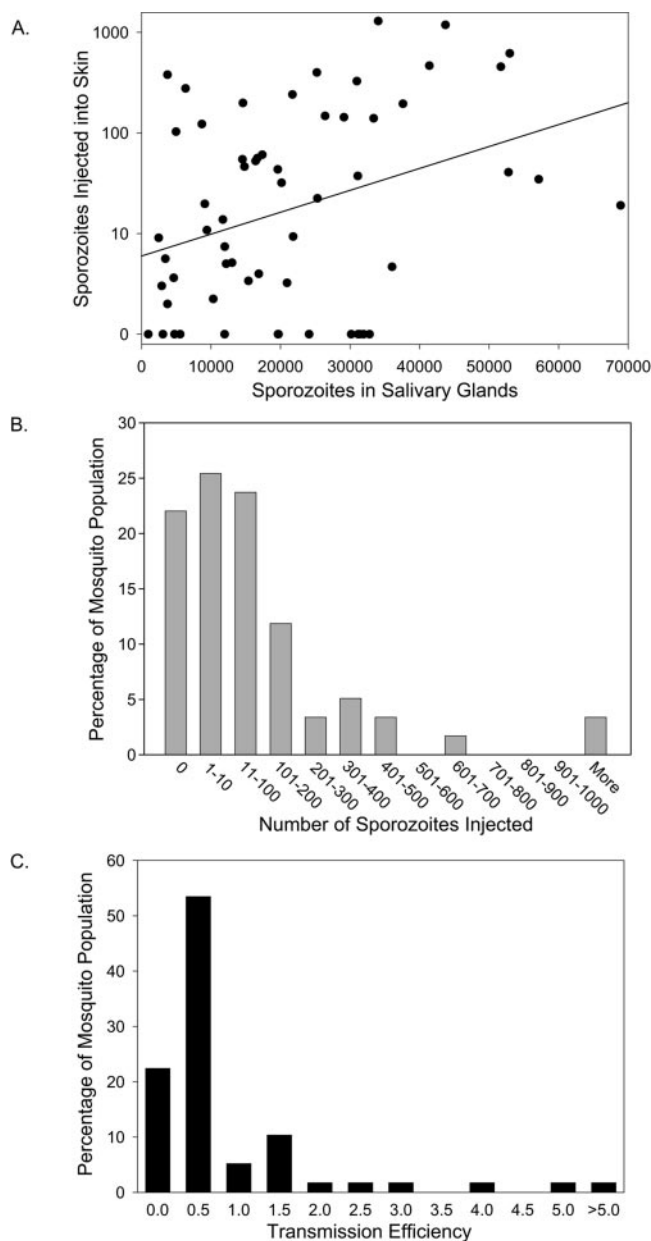 A.
Sporozoites Injected into Skin
1000
100
10
0
0 10000 20000 30000 40000 50000 60000 70000
Sporozoites in Salivary Glands
B.
Percentage of Mosquito Population
30
25
20
15
10
5
0
0 1-10 11-100 101-200 201-300 301-400 401-500 501-600 601-700 701-800 801-900 901-1000 More
Number of Sporozoites Injected
C.
Percentage of Mosquito Population
60
50
40
30
20
10
0
0.0 0.5 1.0 1.5 2.0 2.5 3.0 3.5 4.0 4.5 5.0 >5.0
Transmission Efficiency